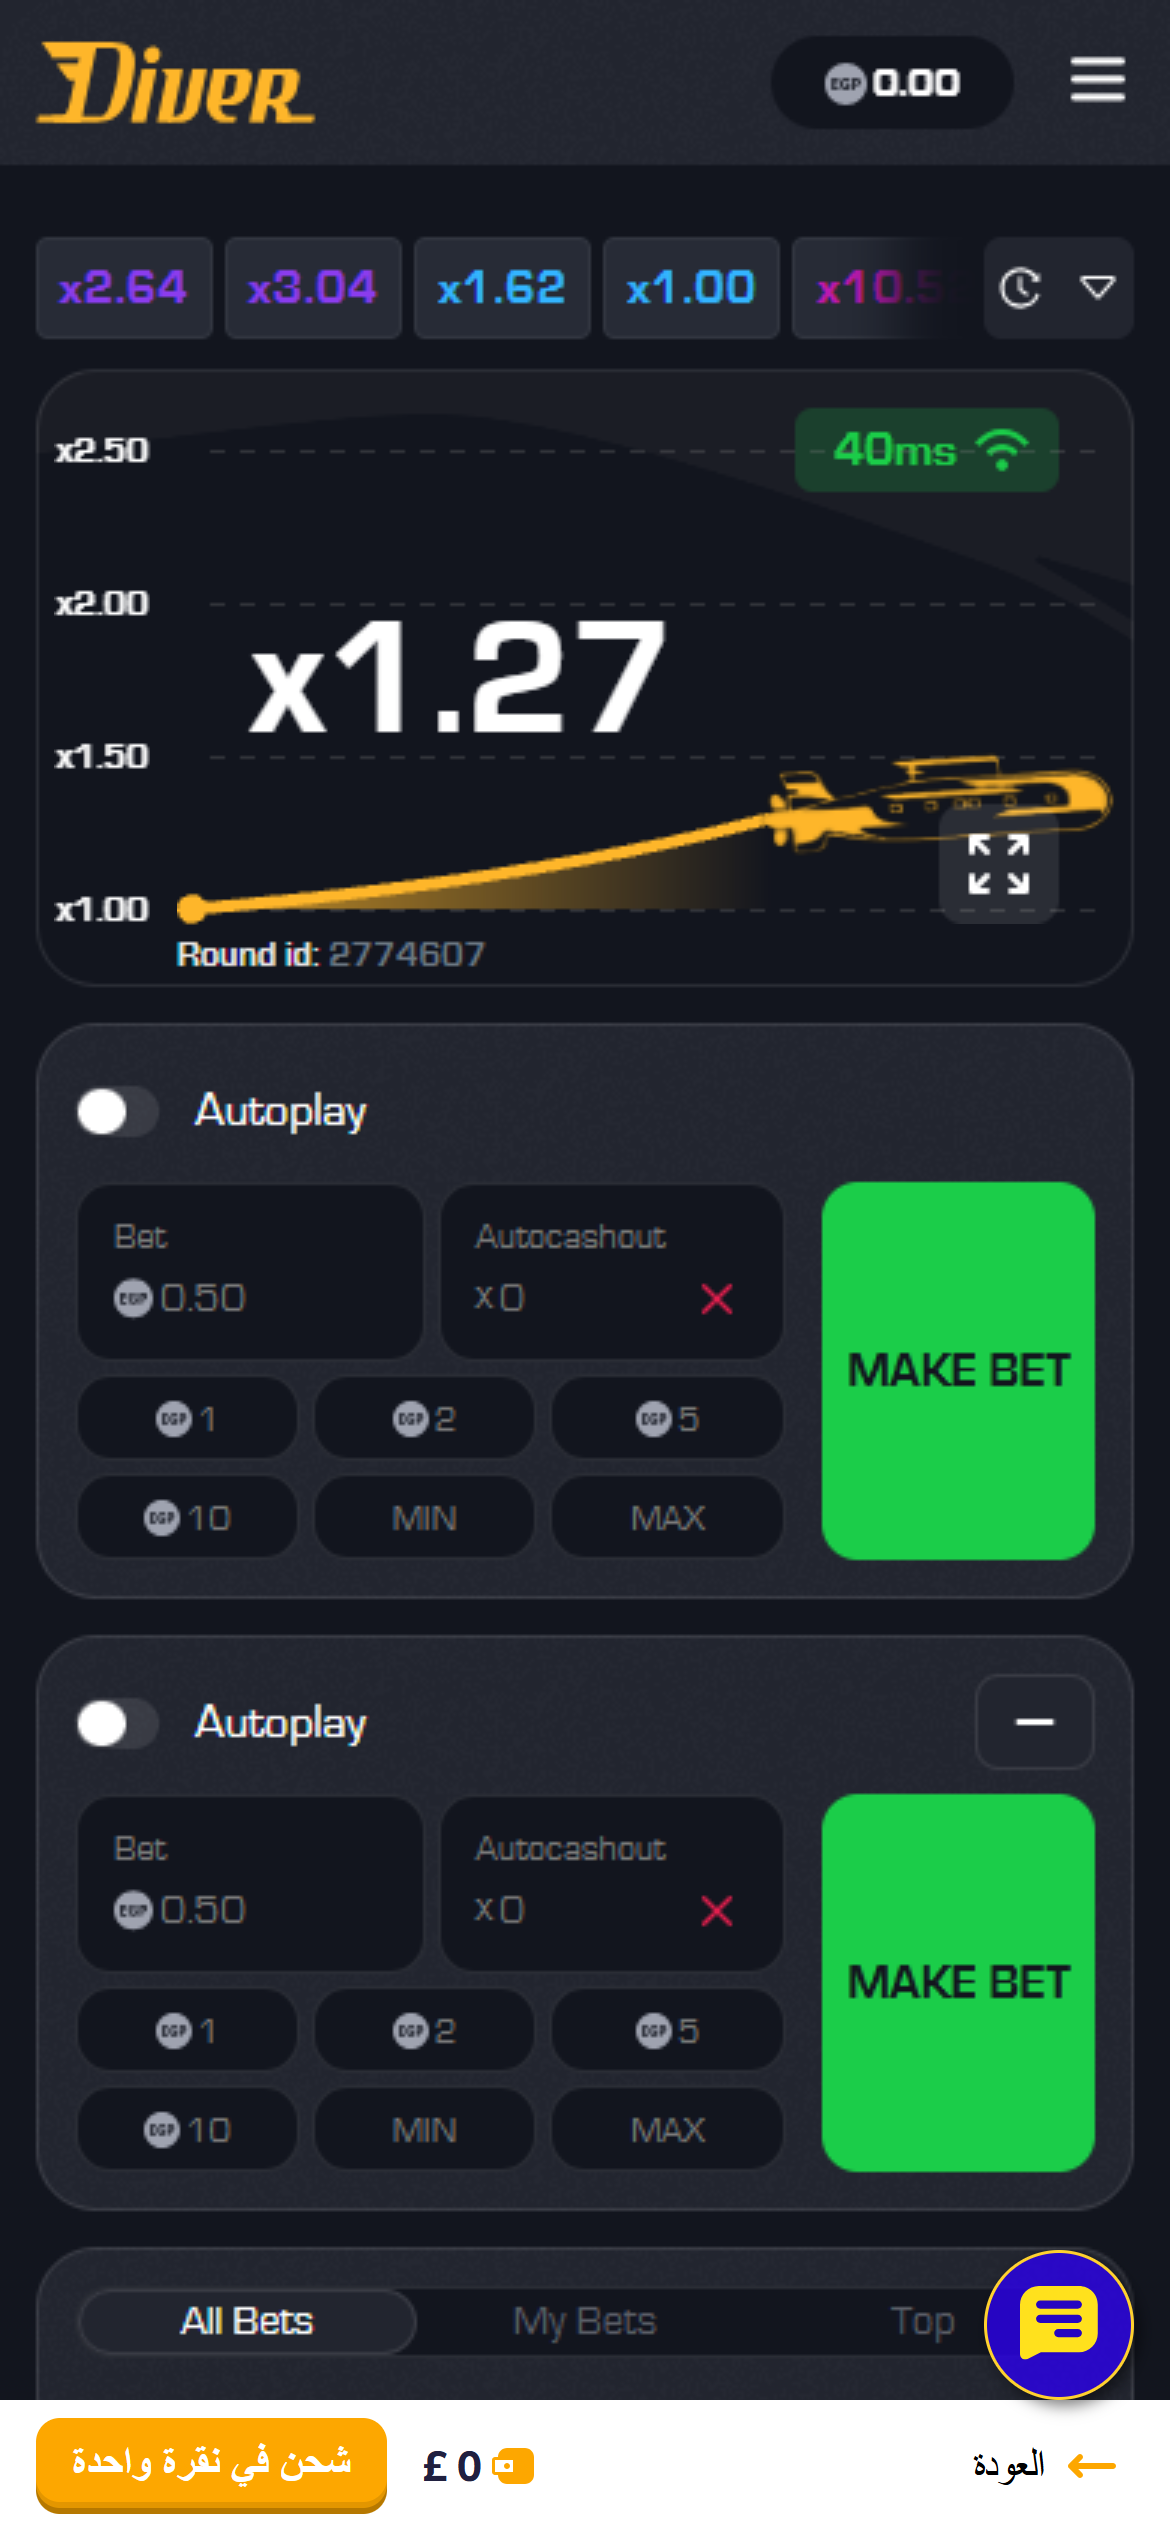 Diver
EGP 0.00
x2.64 x3.04 x1.62 x1.00 x10.5
x2.50
40ms
x2.00
x1.27
x1.50
x1.00
Round id: 2774607
Autoplay
Bet Autocashout
EGP 0.50 x0
MAKE BET
EGP 1 EGP 2 EGP 5
EGP 10 MIN MAX
Autoplay
Bet Autocashout
EGP 0.50 x0
MAKE BET
EGP 1 EGP 2 EGP 5
EGP 10 MIN MAX
All Bets My Bets Top
العودة
£ 0
شحن في نقرة واحدة